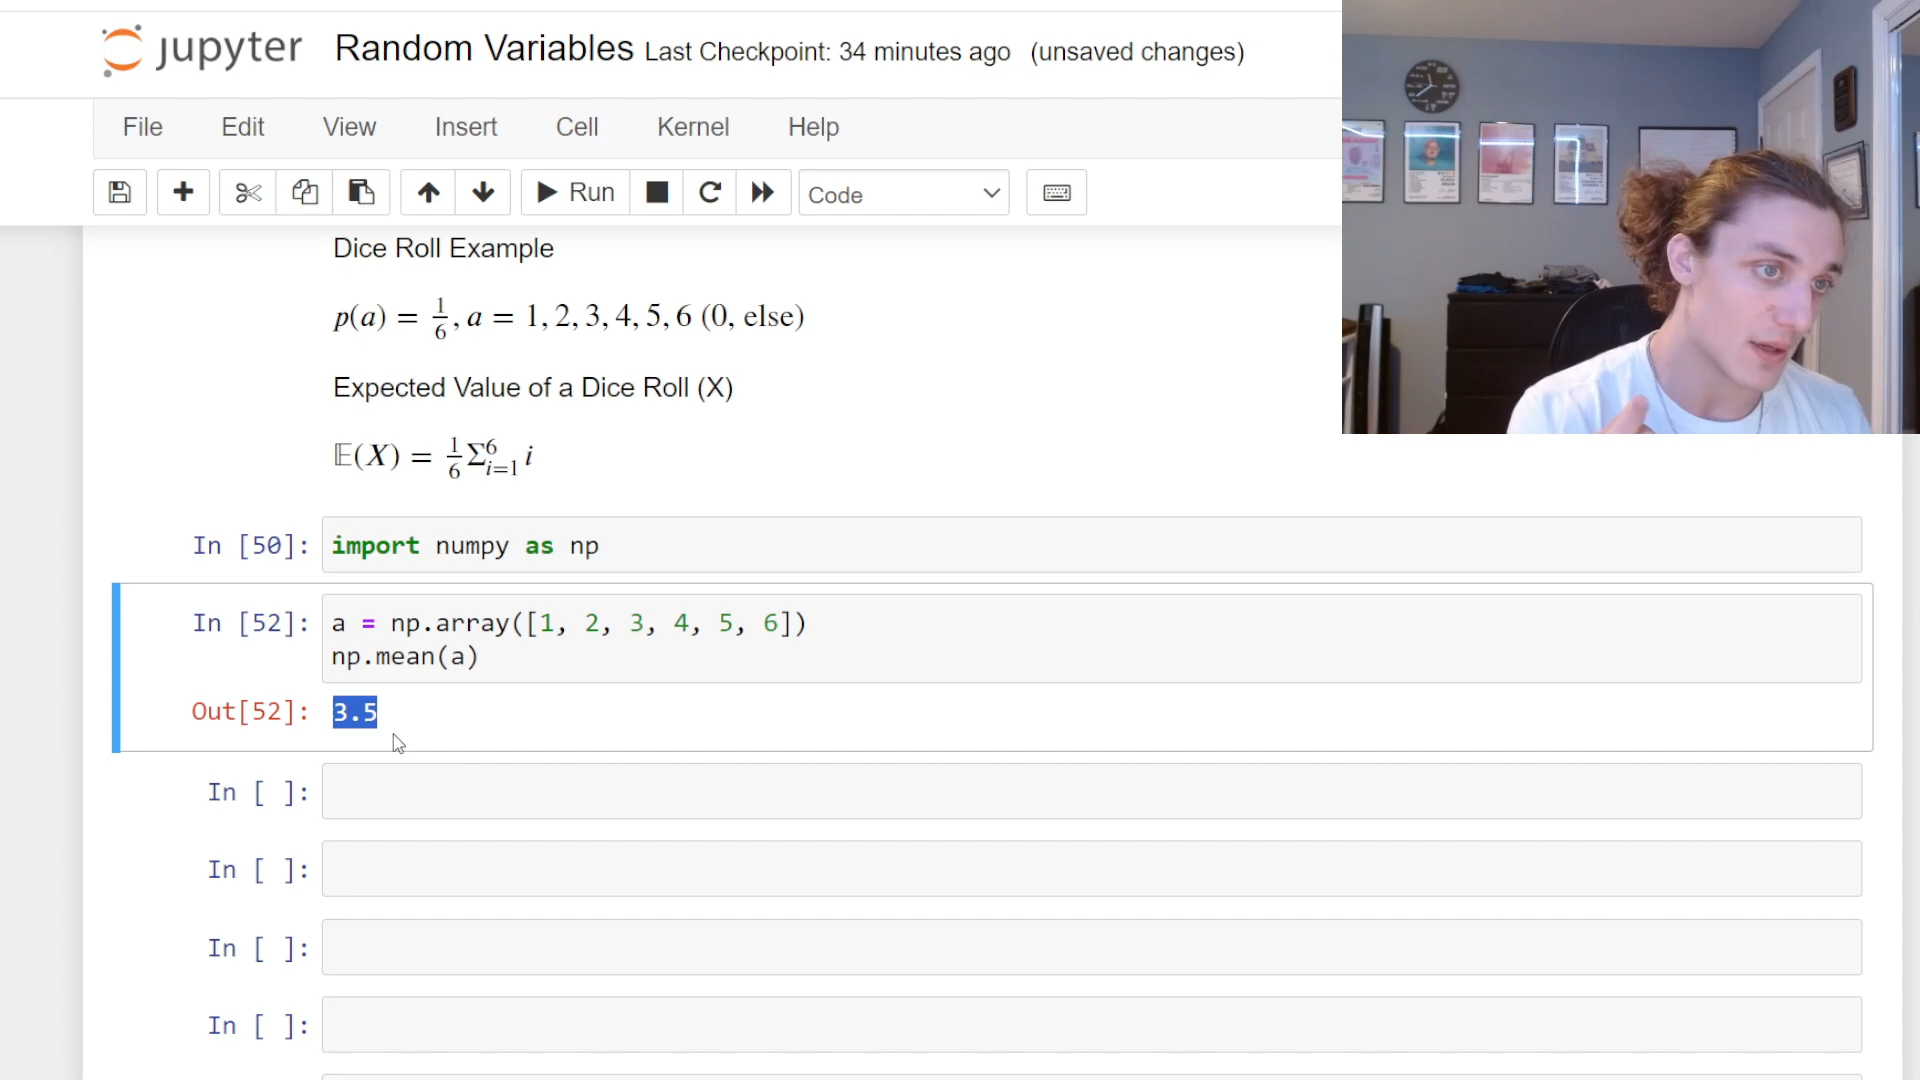 jupyter Random Variables Last Checkpoint: 34 minutes ago (unsaved changes)
File Edit View Insert Cell Kernel Help
Run Code
Dice Roll Example
p(a) = 1/6, a = 1, 2, 3, 4, 5, 6 (0, else)
Expected Value of a Dice Roll (X)
𝔼(X) = 1/6 Σ_{i=1}^{6} i
In [50]: import numpy as np
In [52]: a = np.array([1, 2, 3, 4, 5, 6])
np.mean(a)
Out[52]: 3.5
In [ ]:
In [ ]:
In [ ]:
In [ ]: